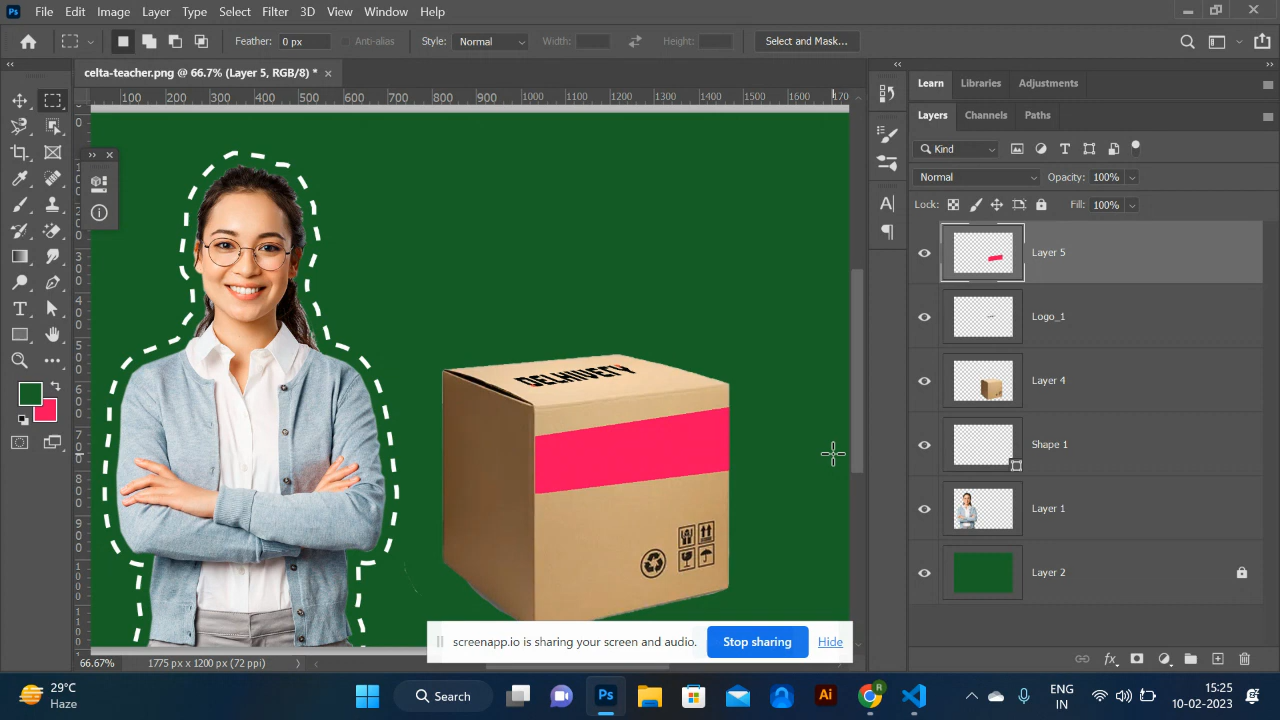 Ps File Edit Image Layer Type Select Filter 3D View Window Help
Feather: 0 px Anti-alias Style: Normal Width: Height: Select and Mask...
celta-teacher.png @ 66.7% (Layer 5, RGB/8) *
Learn Libraries Adjustments
100 200 300 400 500 600 700 800 900 1000 1100 1200 1300 1400 1500 1600 170
Layers Channels Paths
Kind
Normal Opacity: 100%
Lock: Fill: 100%
Layer 5
Logo_1
Layer 4
Shape 1
Layer 1
Layer 2
DELHIVERY
screenapp.io is sharing your screen and audio. Stop sharing Hide
66.67% 1775 px x 1200 px (72 ppi)
29°C
Haze
Search
Ps
Ai
R
ENG
IN
15:25
10-02-2023